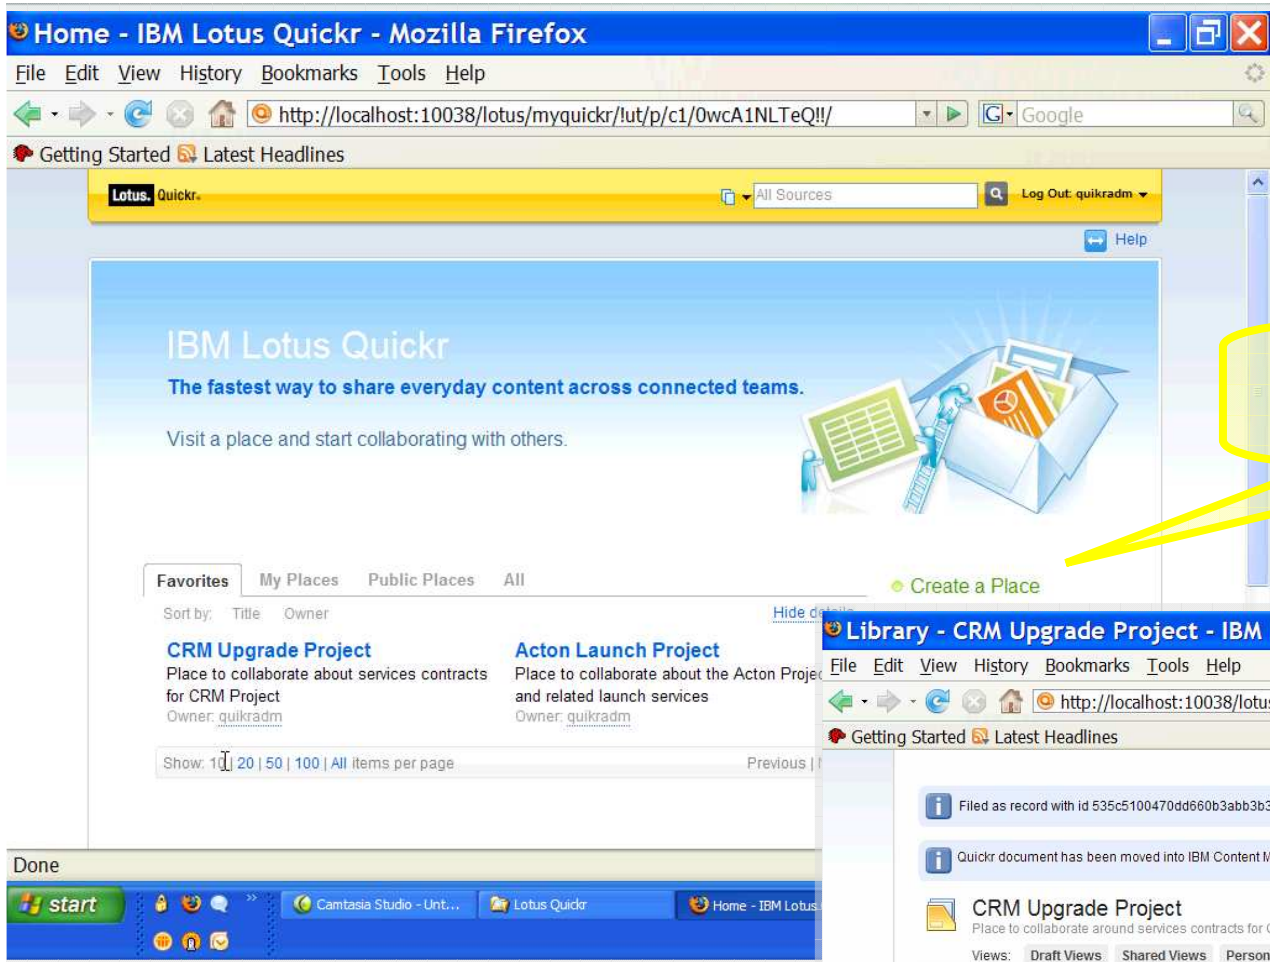 Home - IBM Lotus Quickr - Mozilla Firefox
File Edit View History Bookmarks Tools Help
http://localhost:10038/lotus/myquickr/!ut/p/c1/0wcA1NLTeQ!!/
G Google
Getting Started Latest Headlines
Lotus. Quickr.
All Sources
Log Out: quikradm
Help
IBM Lotus Quickr
The fastest way to share everyday content across connected teams.
Visit a place and start collaborating with others.
Favorites My Places Public Places All
Create a Place
Sort by: Title Owner
Hide
CRM Upgrade Project
Place to collaborate about services contracts
for CRM Project
Owner: quikradm
Acton Launch Project
Place to collaborate about the Acton Projec
and related launch services
Owner: quikradm
Show: 10 | 20 | 50 | 100 | All items per page
Previous |
Done
start
Camtasia Studio - Unt...
Lotus Quickr
Home - IBM Lotus
Library - CRM Upgrade Project - IBM
File Edit View History Bookmarks Tools Help
http://localhost:10038/lotus
Getting Started Latest Headlines
Filed as record with id 535c5100470dd660b3abb3b3
Quickr document has been moved into IBM Content M
CRM Upgrade Project
Place to collaborate around services contracts for
Views: Draft Views Shared Views Person